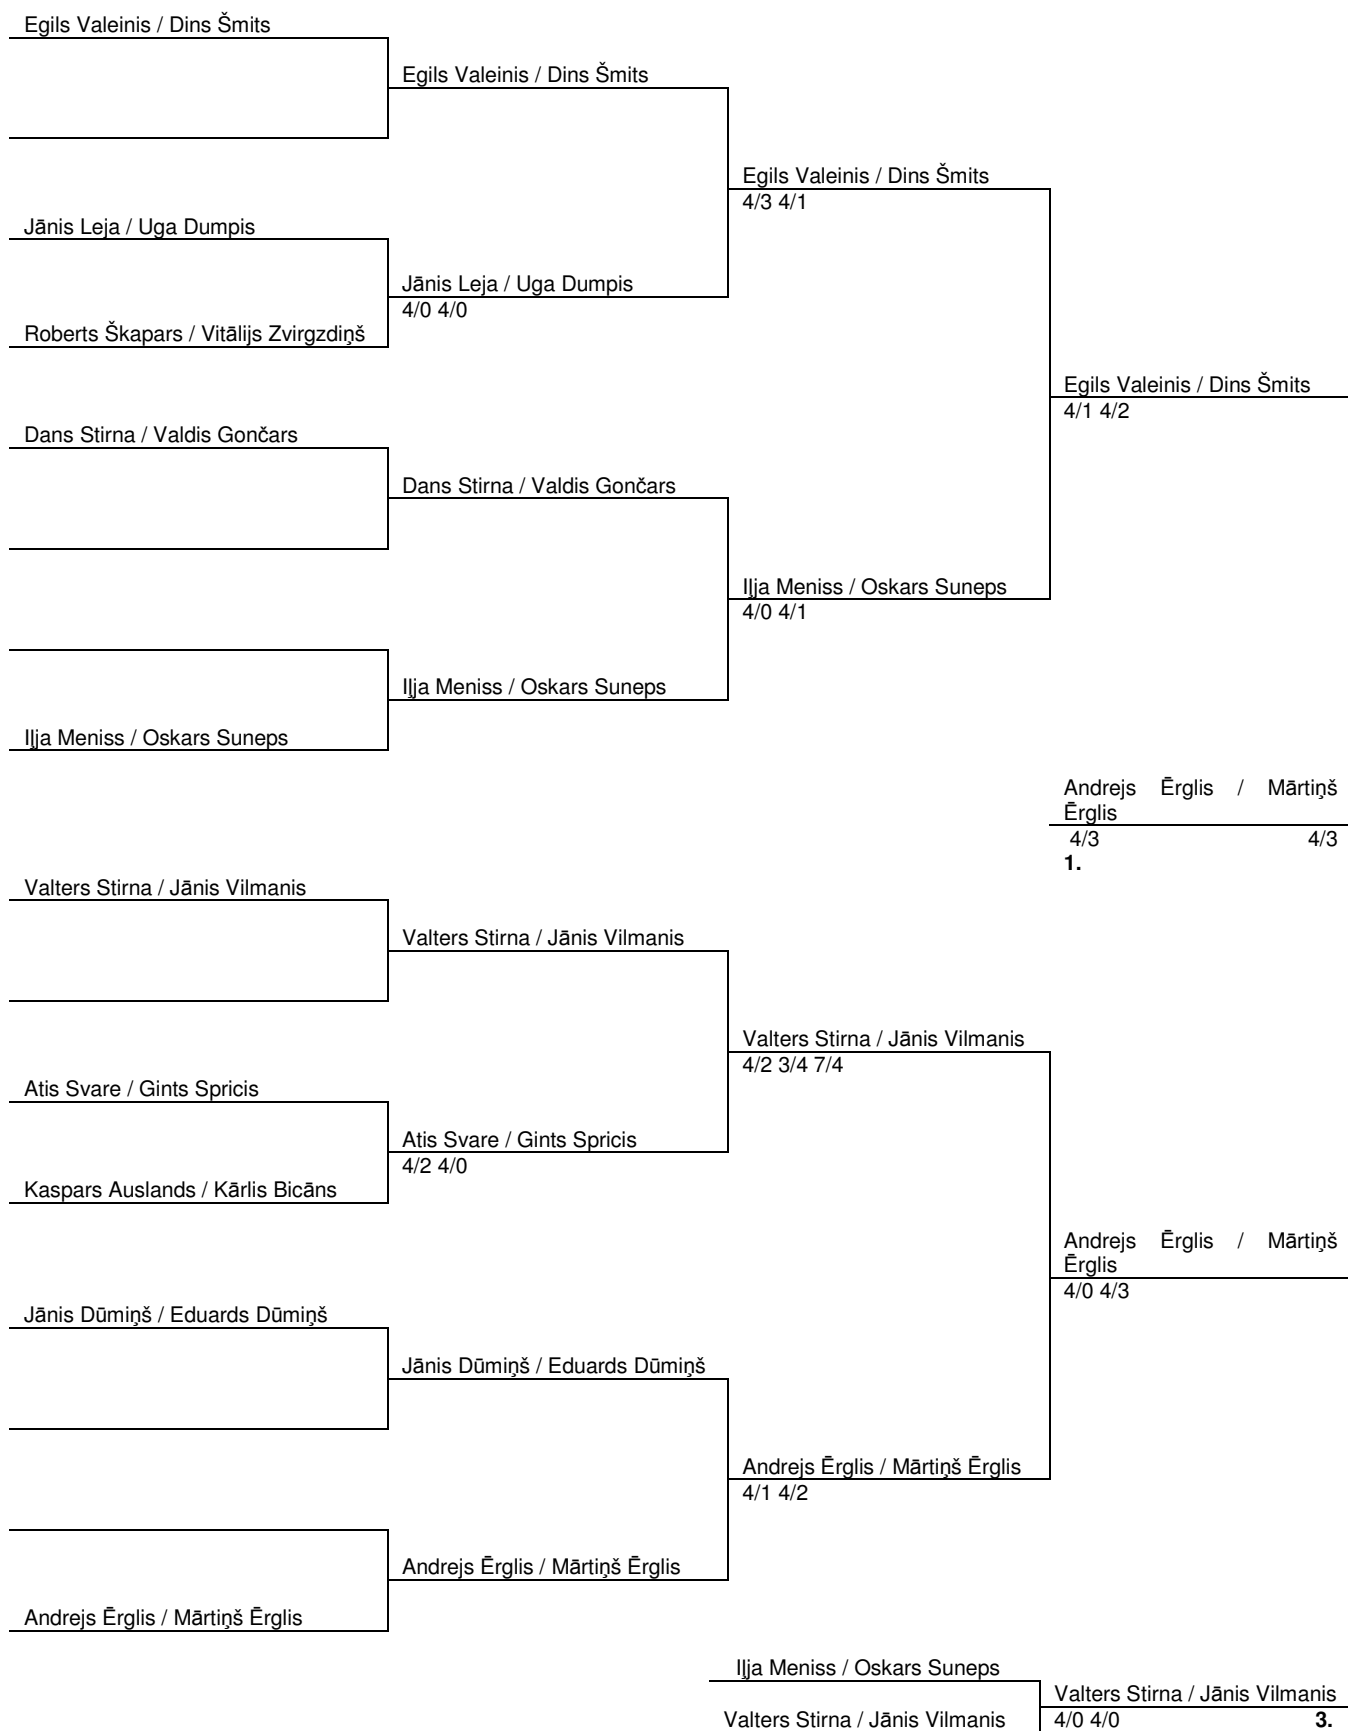 Egils Valeinis / Dins Šmits
Egils Valeinis / Dins Šmits
Egils Valeinis / Dins Šmits
4/3 4/1
Jānis Leja / Uga Dumpis
Jānis Leja / Uga Dumpis
4/0 4/0
Roberts Škapars / Vitālijs Zvirgzdiņš
Egils Valeinis / Dins Šmits
4/1 4/2
Dans Stirna / Valdis Gončars
Dans Stirna / Valdis Gončars
Iļja Meniss / Oskars Suneps
4/0 4/1
Iļja Meniss / Oskars Suneps
Iļja Meniss / Oskars Suneps
Andrejs Ērglis / Mārtiņš
Ērglis
4/3 4/3
1.
Valters Stirna / Jānis Vilmanis
Valters Stirna / Jānis Vilmanis
Valters Stirna / Jānis Vilmanis
4/2 3/4 7/4
Atis Svare / Gints Spricis
Atis Svare / Gints Spricis
4/2 4/0
Kaspars Auslands / Kārlis Bicāns
Andrejs Ērglis / Mārtiņš
Ērglis
4/0 4/3
Jānis Dūmiņš / Eduards Dūmiņš
Jānis Dūmiņš / Eduards Dūmiņš
Andrejs Ērglis / Mārtiņš Ērglis
4/1 4/2
Andrejs Ērglis / Mārtiņš Ērglis
Andrejs Ērglis / Mārtiņš Ērglis
Iļja Meniss / Oskars Suneps
Valters Stirna / Jānis Vilmanis
Valters Stirna / Jānis Vilmanis
4/0 4/0 3.